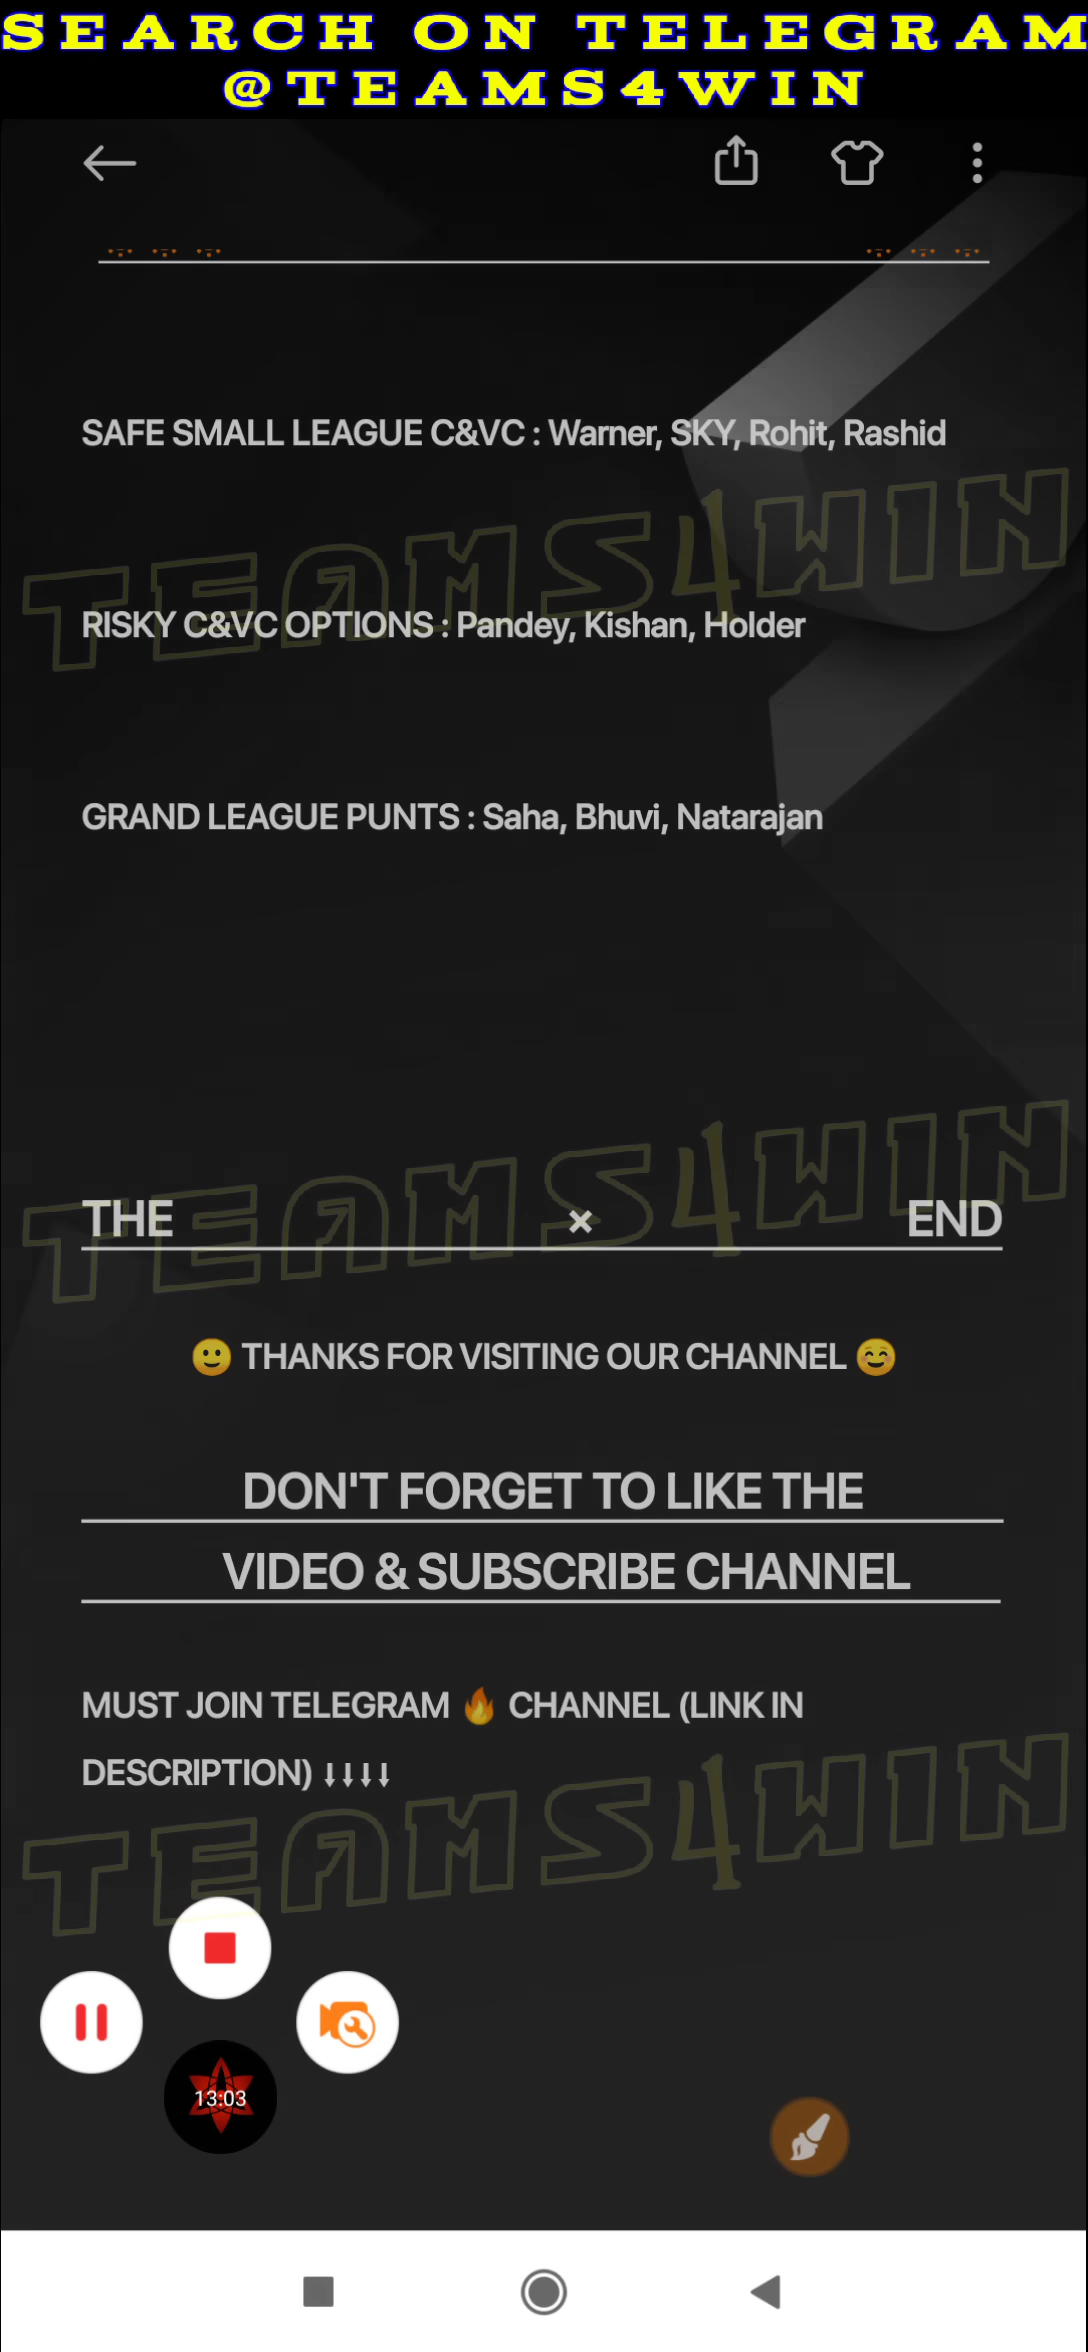 SEARCH ON TELEGRAM
@TEAMS4WIN
SAFE SMALL LEAGUE C&VC : Warner, SKY, Rohit, Rashid
TEAMS4WIN
RISKY C&VC OPTIONS : Pandey, Kishan, Holder
GRAND LEAGUE PUNTS : Saha, Bhuvi, Natarajan
TEAMS4WIN
THE × END
🙂 THANKS FOR VISITING OUR CHANNEL 😊
DON'T FORGET TO LIKE THE
VIDEO & SUBSCRIBE CHANNEL
MUST JOIN TELEGRAM 🔥 CHANNEL (LINK IN
DESCRIPTION) ↓↓↓↓
TEAMS4WIN
13:03